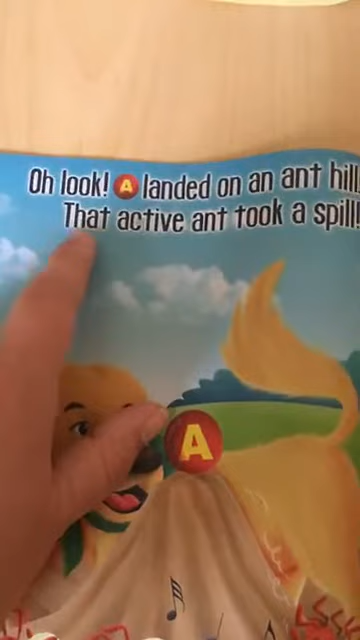 Oh look! A landed on an ant hill!
That active ant took a spill!
A